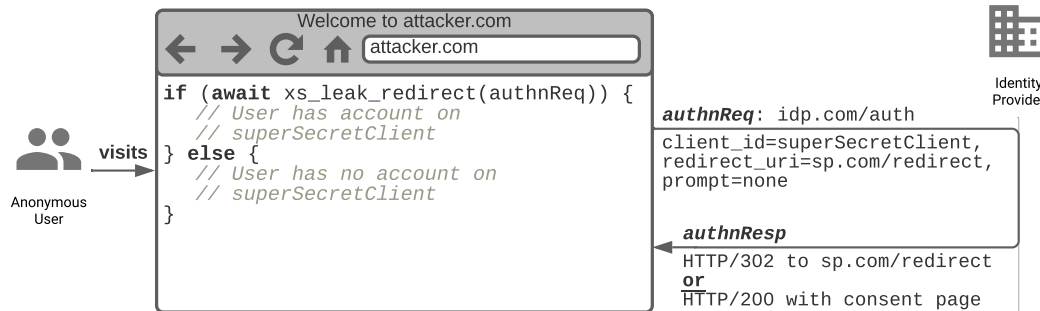 Welcome to attacker.com
attacker.com
if (await xs_leak_redirect(authnReq)) {
// User has account on
// superSecretClient
} else {
// User has no account on
// superSecretClient
}
visits
Anonymous
User
Identity
Provide
authnReq: idp.com/auth
client_id=superSecretClient,
redirect_uri=sp.com/redirect,
prompt=none
authnResp
HTTP/302 to sp.com/redirect
or
HTTP/200 with consent page